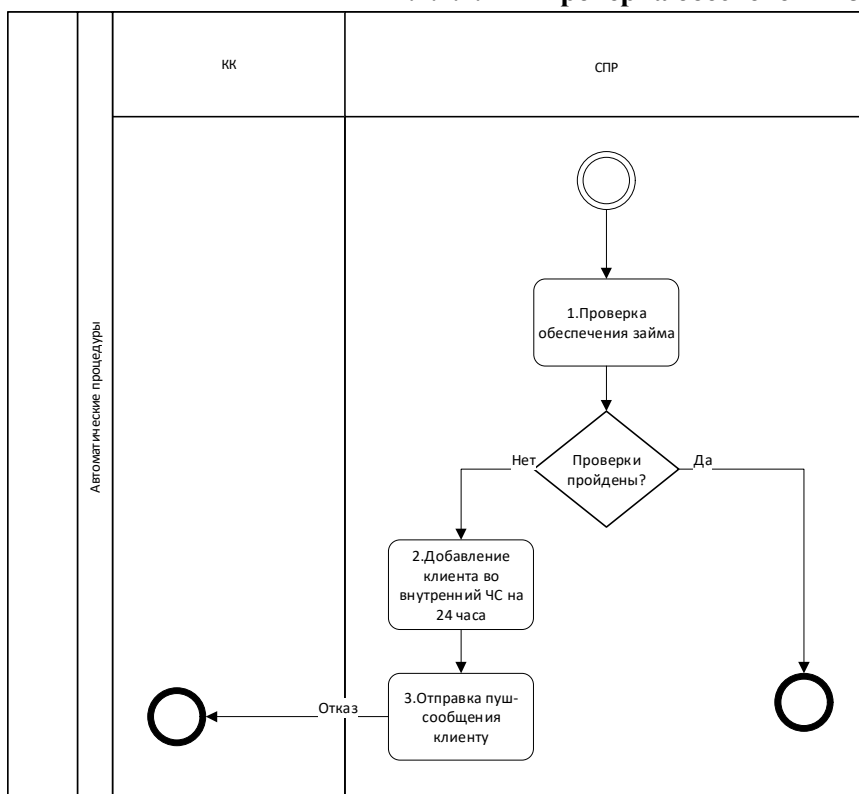 КК
СПР
Автоматические процедуры
1.Проверка
обеспечения займа
Проверки
пройдены?
Нет
Да
2.Добавление
клиента во
внутренний ЧС на
24 часа
3.Отправка пуш-
сообщения
клиенту
Отказ